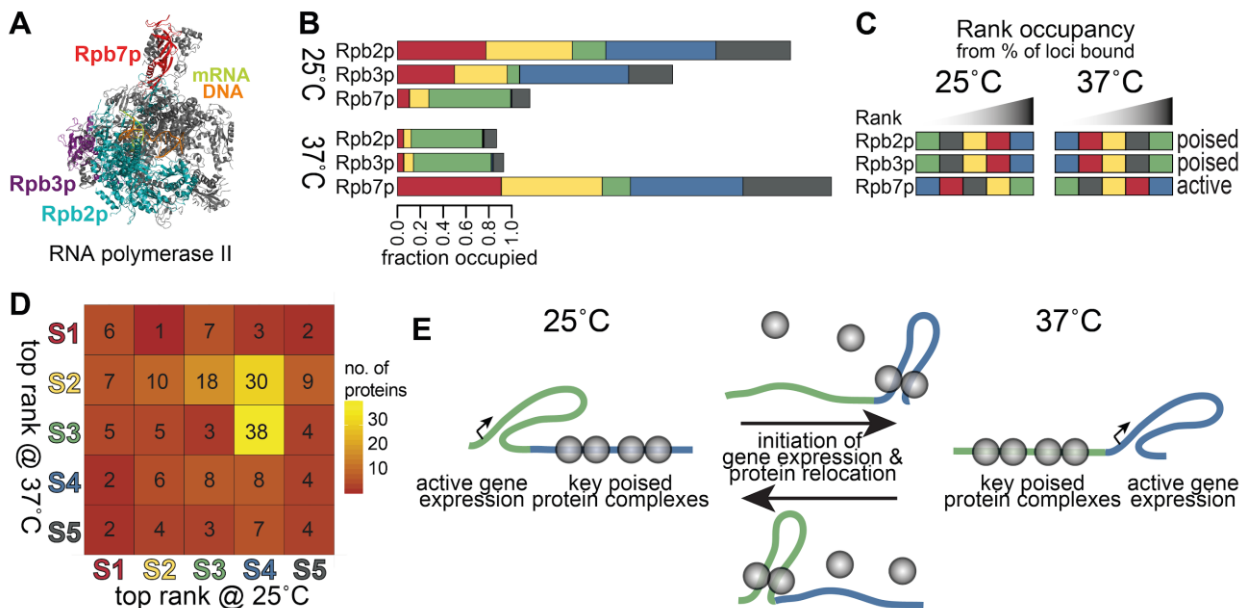 A
Rpb7p
mRNA
DNA
Rpb3p
Rpb2p
RNA polymerase II
B
25°C
Rpb2p
Rpb3p
Rpb7p
37°C
Rpb2p
Rpb3p
Rpb7p
0.0 0.2 0.4 0.6 0.8 1.0
fraction occupied
C
Rank occupancy
from % of loci bound
25°C 37°C
Rank
Rpb2p poised
Rpb3p poised
Rpb7p active
D
top rank @ 37°C
S1 6 1 7 3 2
S2 7 10 18 30 9
S3 5 5 3 38 4
S4 2 6 8 8 4
S5 2 4 3 7 4
S1 S2 S3 S4 S5
top rank @ 25°C
no. of
proteins
30
20
10
E
25°C
active gene
expression
key poised
protein complexes
initiation of
gene expression &
protein relocation
37°C
key poised
protein complexes
active gene
expression